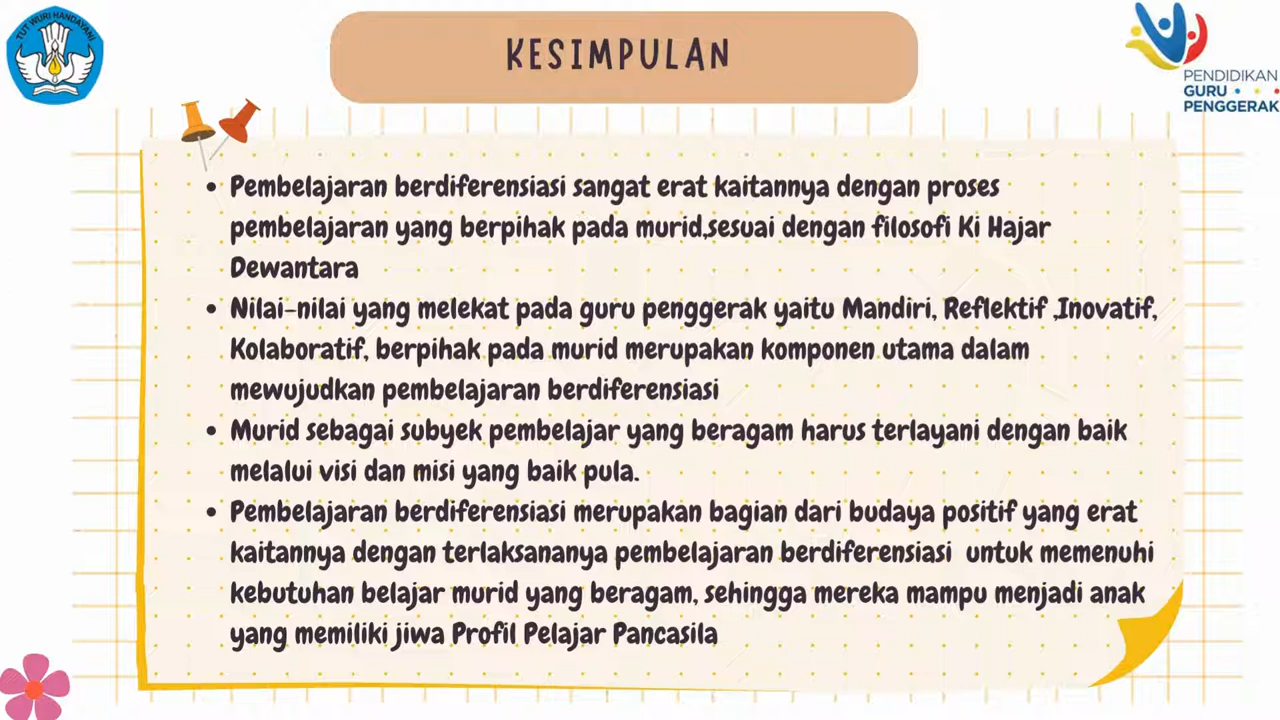 TUT WURI HANDAYANI
KESIMPULAN
PENDIDIKAN
GURU
PENGGERAK
• Pembelajaran berdiferensiasi sangat erat kaitannya dengan proses
pembelajaran yang berpihak pada murid,sesuai dengan filosofi Ki Hajar
Dewantara
• Nilai-nilai yang melekat pada guru penggerak yaitu Mandiri, Reflektif ,Inovatif,
Kolaboratif, berpihak pada murid merupakan komponen utama dalam
mewujudkan pembelajaran berdiferensiasi
• Murid sebagai subyek pembelajar yang beragam harus terlayani dengan baik
melalui visi dan misi yang baik pula.
• Pembelajaran berdiferensiasi merupakan bagian dari budaya positif yang erat
kaitannya dengan terlaksananya pembelajaran berdiferensiasi  untuk memenuhi
kebutuhan belajar murid yang beragam, sehingga mereka mampu menjadi anak
yang memiliki jiwa Profil Pelajar Pancasila